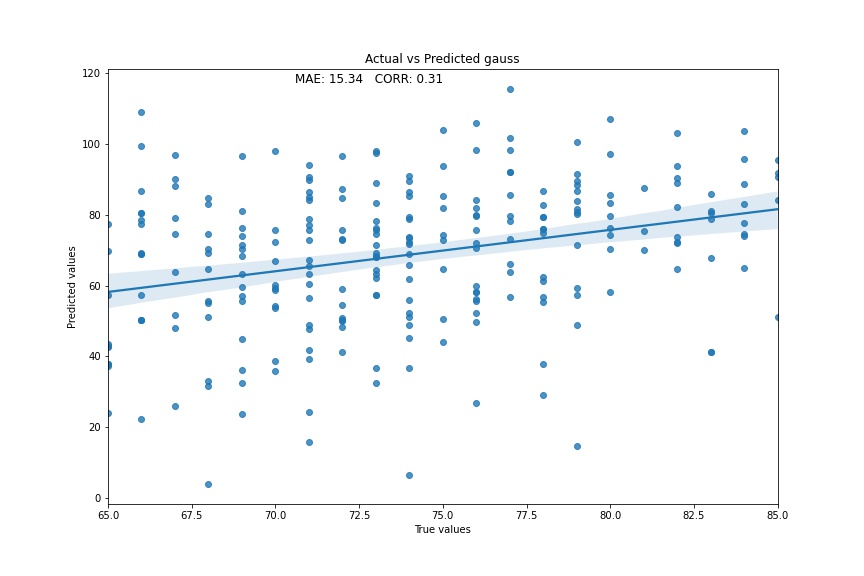 Actual vs Predicted gauss
MAE: 15.34 CORR: 0.31
120
100
80
60
40
20
0
Predicted values
65.0 67.5 70.0 72.5 75.0 77.5 80.0 82.5 85.0
True values